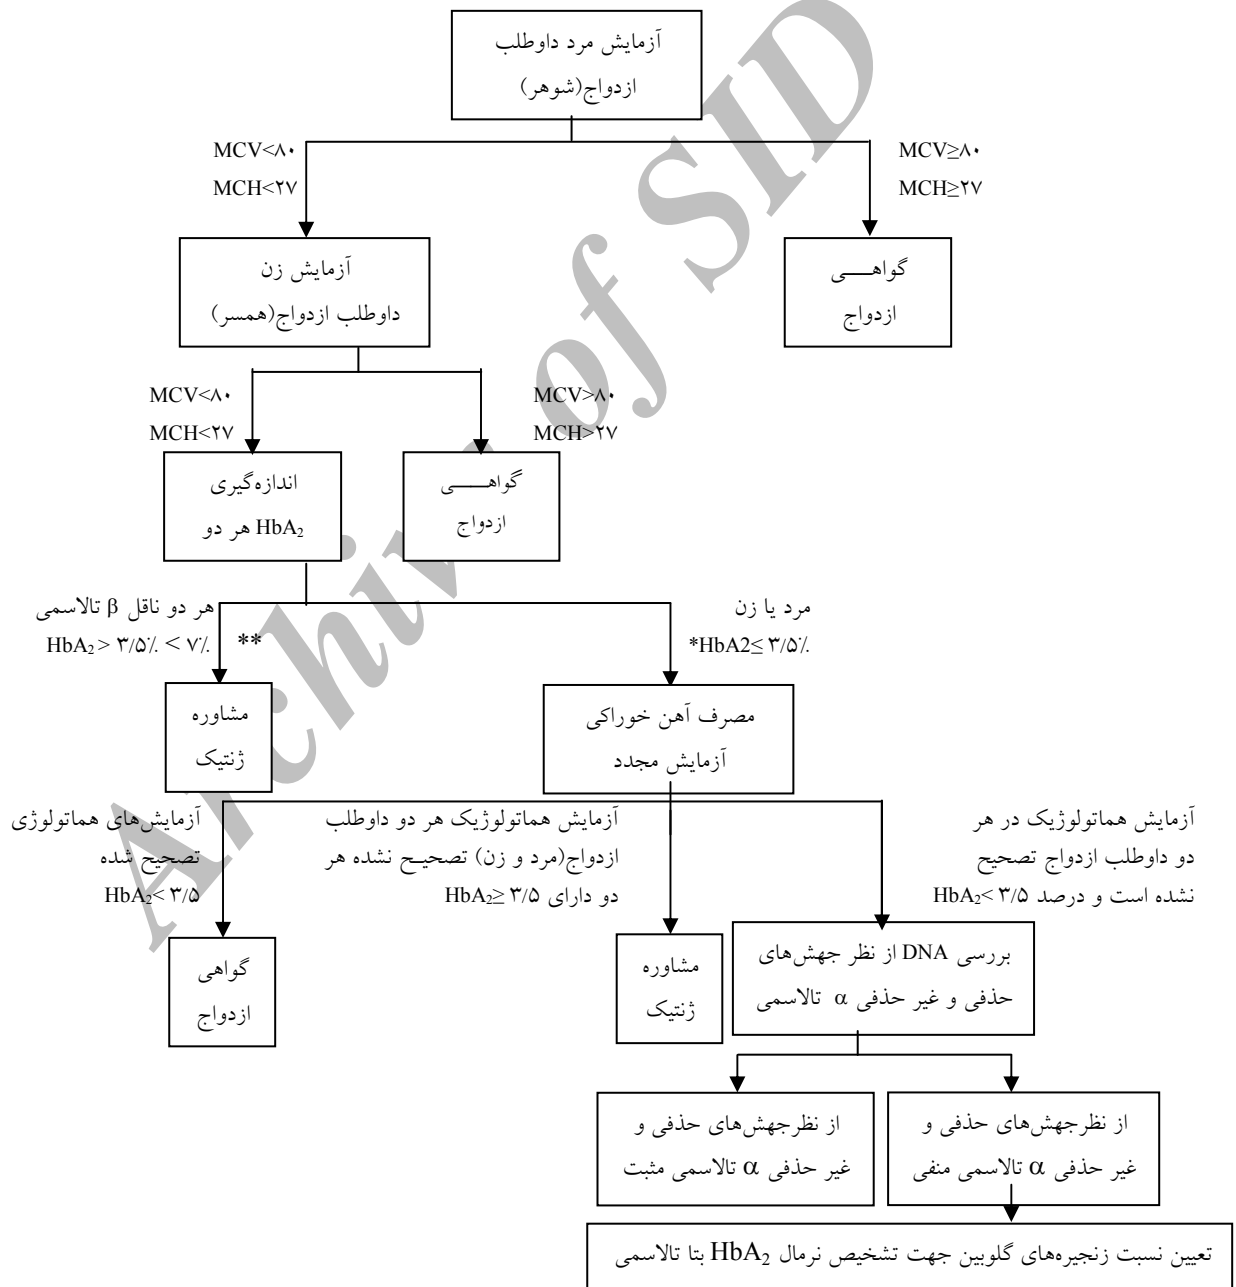 آزمایش مرد داوطلب
ازدواج(شوهر)
MCV≥۸۰
MCH≥۲۷
MCV<۸۰
MCH<۲۷
گواهــــی
ازدواج
آزمایش زن
داوطلب ازدواج(همسر)
MCV>۸۰
MCH>۲۷
MCV<۸۰
MCH<۲۷
گواهــــی
ازدواج
اندازه‌گیری
HbA₂ هر دو
مرد یا زن
*HbA2≤ ۳/۵٪
هر دو ناقل β تالاسمی
HbA₂ > ۳/۵٪ < ۷٪
**
مصرف آهن خوراکی
آزمایش مجدد
مشاوره
ژنتیک
آزمایش هماتولوژیک در هر
دو داوطلب ازدواج تصحیح
نشده است و درصد HbA₂< ۳/۵
آزمایش هماتولوژیک هر دو داوطلب
ازدواج(مرد و زن) تصحیـح نشده هر
دو دارای HbA₂≥ ۳/۵
آزمایش‌های هماتولوژی
تصحیح شده
HbA₂< ۳/۵
بررسی DNA از نظر جهش‌های
حذفی و غیر حذفی α تالاسمی
مشاوره
ژنتیک
گواهی
ازدواج
از نظرجهش‌های حذفی و
غیر حذفی α تالاسمی منفی
از نظرجهش‌های حذفی و
غیر حذفی α تالاسمی مثبت
تعیین نسبت زنجیره‌های گلوبین جهت تشخیص نرمال HbA₂ بتا تالاسمی
Archive of SID